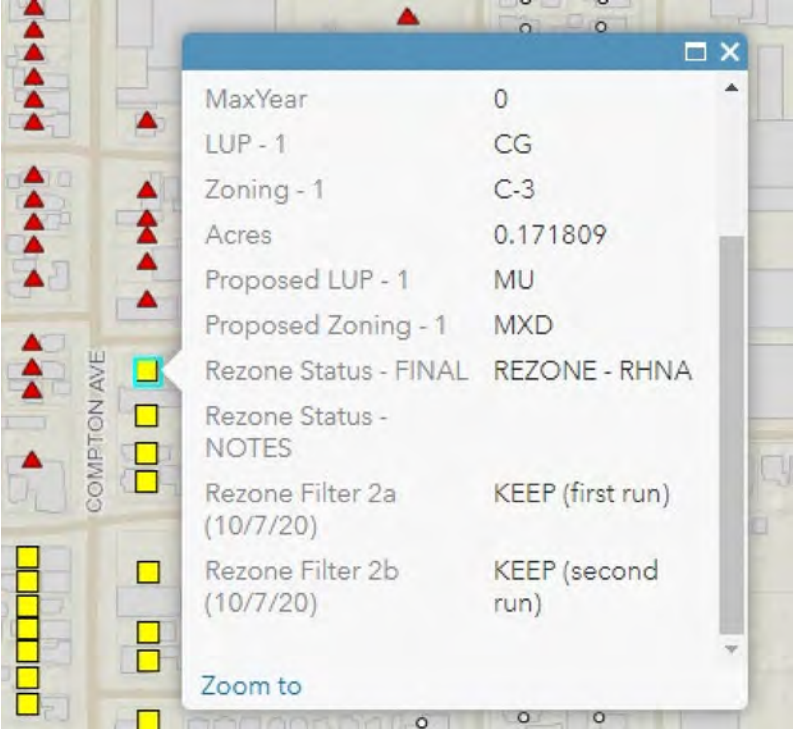 MaxYear 0
LUP - 1 CG
Zoning - 1 C-3
Acres 0.171809
Proposed LUP - 1 MU
Proposed Zoning - 1 MXD
Rezone Status - FINAL REZONE - RHNA
Rezone Status -
NOTES
Rezone Filter 2a KEEP (first run)
(10/7/20)
Rezone Filter 2b KEEP (second
(10/7/20) run)
Zoom to
COMPTON AVE